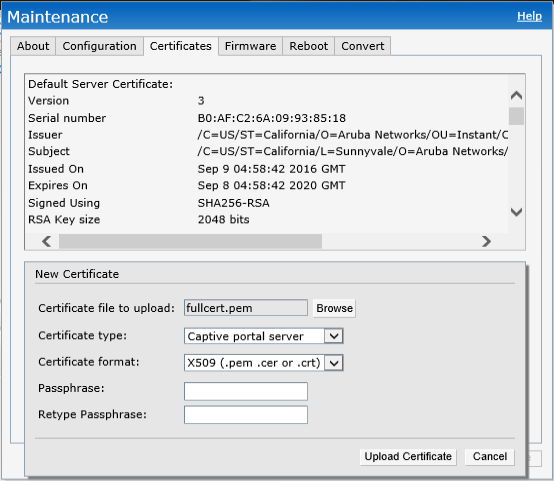 Maintenance Help
About Configuration Certificates Firmware Reboot Convert
Default Server Certificate:
Version 3
Serial number B0:AF:C2:6A:09:93:85:18
Issuer /C=US/ST=California/O=Aruba Networks/OU=Instant/C
Subject /C=US/ST=California/L=Sunnyvale/O=Aruba Networks/
Issued On Sep 9 04:58:42 2016 GMT
Expires On Sep 8 04:58:42 2020 GMT
Signed Using SHA256-RSA
RSA Key size 2048 bits
New Certificate
Certificate file to upload: fullcert.pem Browse
Certificate type: Captive portal server
Certificate format: X509 (.pem .cer or .crt)
Passphrase:
Retype Passphrase:
Upload Certificate Cancel